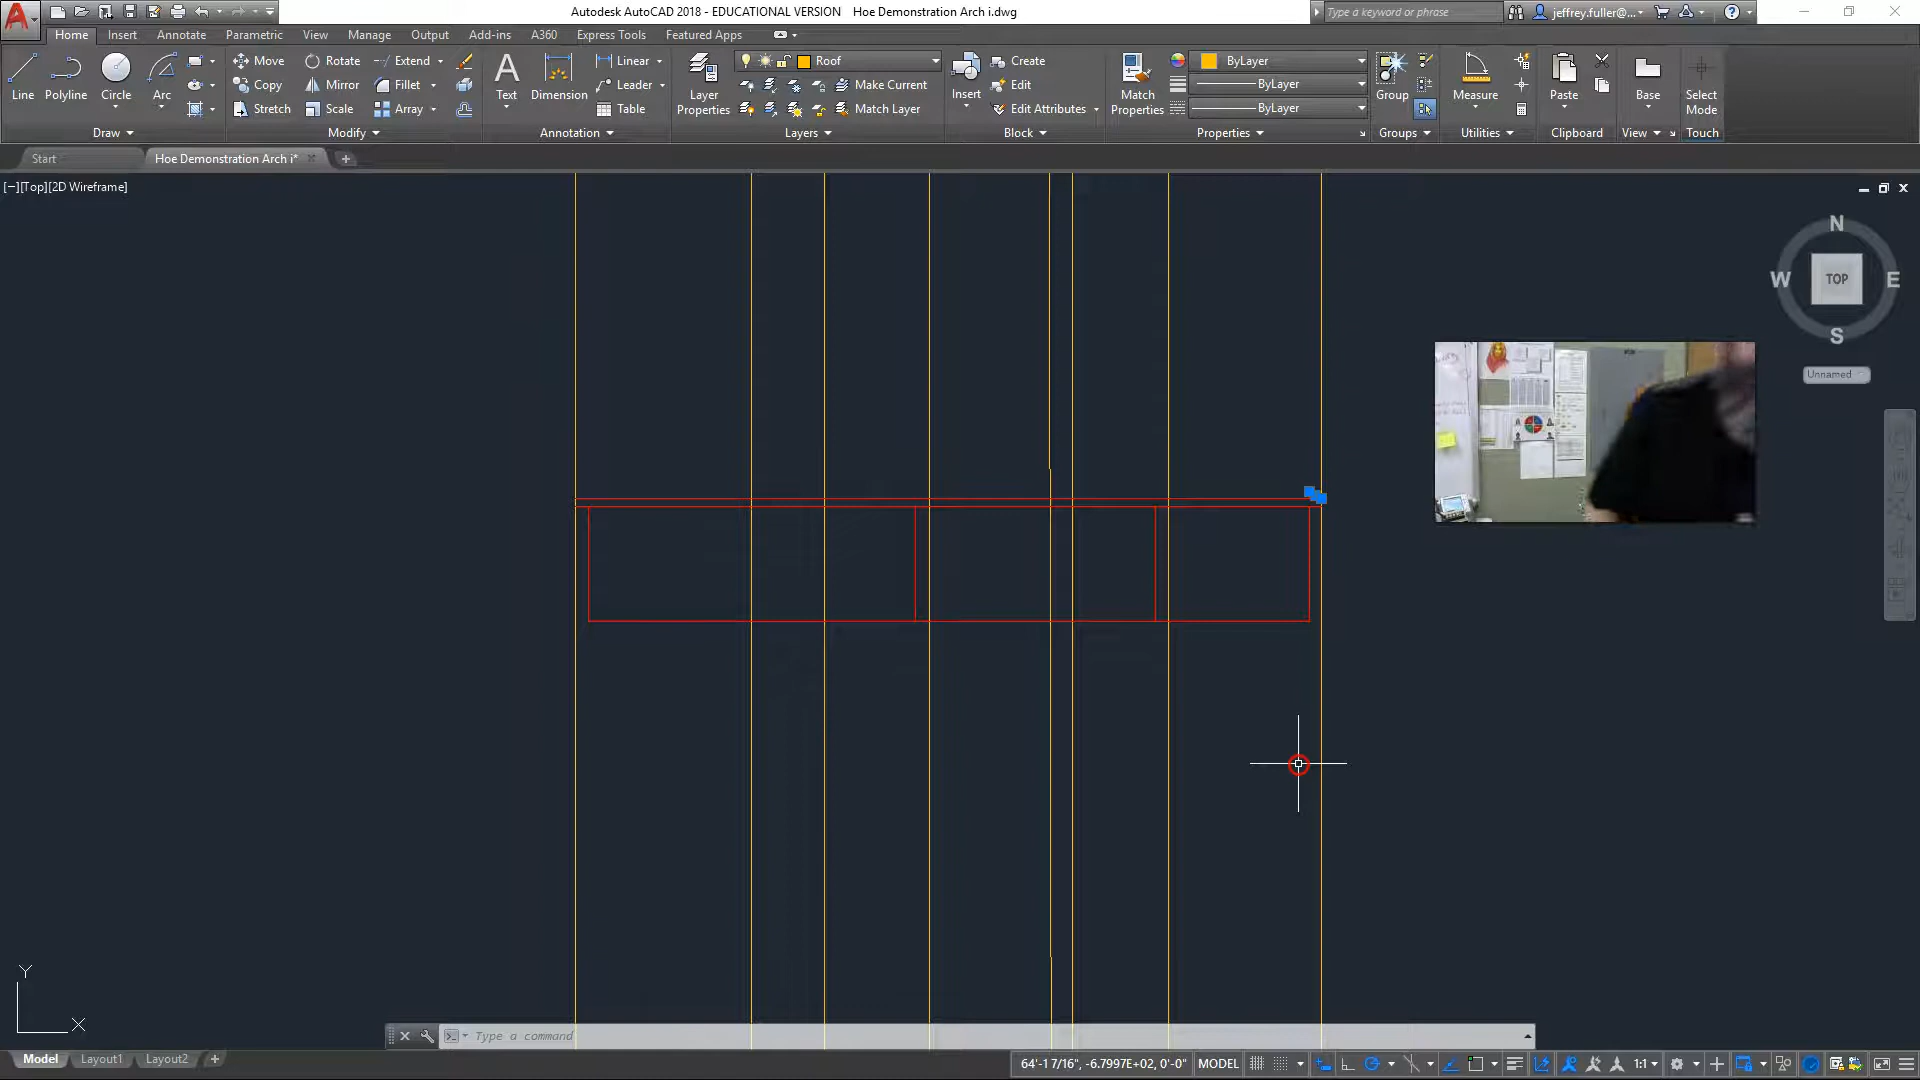 Autodesk AutoCAD 2018 - EDUCATIONAL VERSION Hoe Demonstration Arch i.dwg
Type a keyword or phrase
jeffrey.fuller@...
Home Insert Annotate Parametric View Manage Output Add-ins A360 Express Tools Featured Apps
Line Polyline Circle Arc
Move Rotate Extend
Copy Mirror Fillet
Stretch Scale Array
Text Dimension
Linear
Leader
Table
Layer Properties
Roof
Make Current
Match Layer
Insert
Create
Edit
Edit Attributes
Match Properties
ByLayer
ByLayer
ByLayer
Group
Measure
Paste
Base
Select Mode
Draw Modify Annotation Layers Block Properties Groups Utilities Clipboard View Touch
Start Hoe Demonstration Arch i*
[−][Top][2D Wireframe]
N
W TOP E
S
Unnamed
Y
X
Type a command
Model Layout1 Layout2
64'-1 7/16", -6.7997E+02, 0'-0" MODEL 1:1